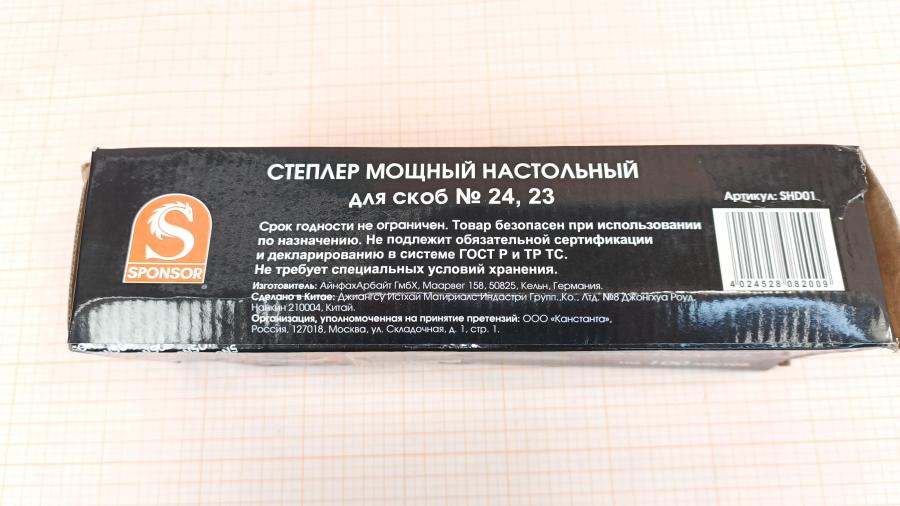 СТЕПЛЕР МОЩНЫЙ НАСТОЛЬНЫЙ
для скоб № 24, 23
Артикул: SHD01
Срок годности не ограничен. Товар безопасен при использовании
по назначению. Не подлежит обязательной сертификации
и декларированию в системе ГОСТ Р и ТР ТС.
Не требует специальных условий хранения.
S
SPONSOR
4 024528 082009
Изготовитель: АйнфахАрбайт ГмбХ, Маарвег 158, 50825, Кельн, Германия.
Сделано в Китае: Джиангсу Истхай Матириалс Индастри Групп.,Ко., Лтд, №8 Джонгхуа Роуд,
Нанкин 210004, Китай.
Организация, уполномоченная на принятие претензий: ООО «Канстанта»,
Россия, 127018, Москва, ул. Складочная, д. 1, стр. 1.